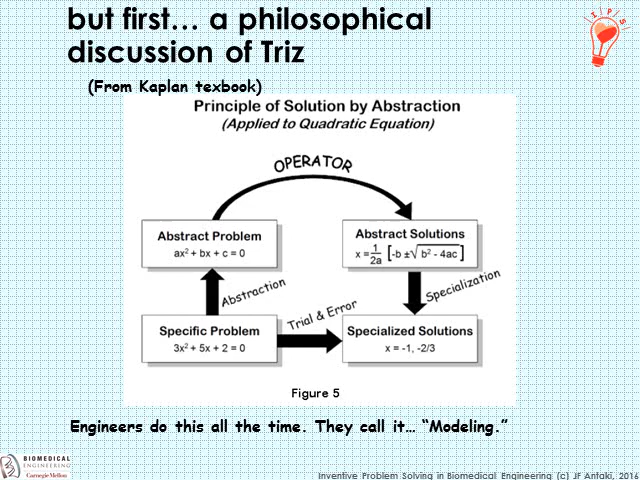 but first… a philosophical
discussion of Triz
I P S
(From Kaplan texbook)
Principle of Solution by Abstraction
(Applied to Quadratic Equation)
OPERATOR
Abstract Problem
ax² + bx + c = 0
Abstract Solutions
x = 1/2a [-b ±√b² - 4ac]
Abstraction
Specialization
Trial & Error
Specific Problem
3x² + 5x + 2 = 0
Specialized Solutions
x = -1, -2/3
Figure 5
Engineers do this all the time. They call it… “Modeling.”
BIOMEDICAL
ENGINEERING
Carnegie Mellon
Inventive Problem Solving in Biomedical Engineering (c) JF Antaki, 2016